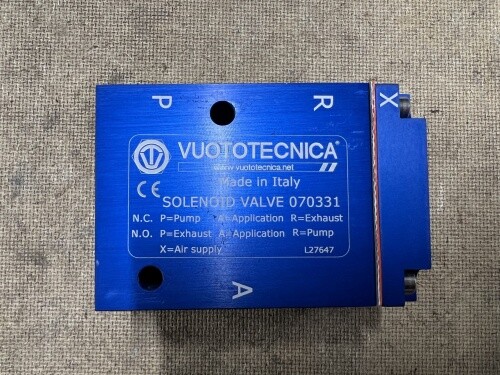 P R X
VUOTOTECNICA®
www.vuototecnica.net
Made in Italy
CE
SOLENOID VALVE 070331
N.C. P=Pump A=Application R=Exhaust
N.O. P=Exhaust A=Application R=Pump
X=Air supply L27647
A